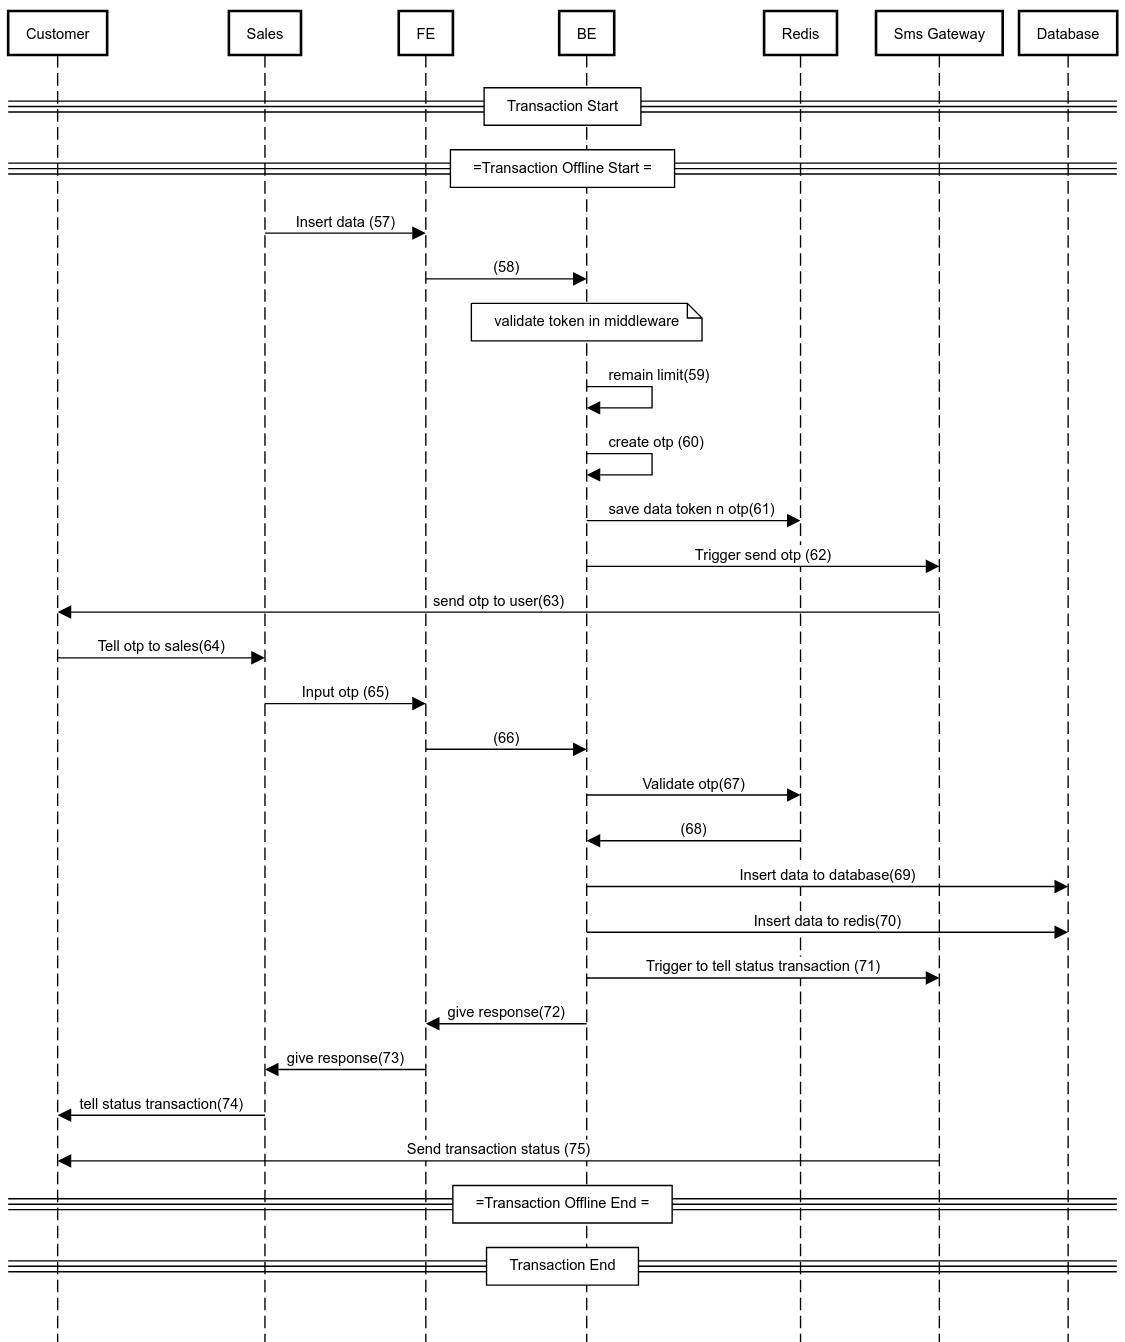 Customer
Sales
FE
BE
Redis
Sms Gateway
Database
Transaction Start
=Transaction Offline Start =
Insert data (57)
(58)
validate token in middleware
remain limit(59)
create otp (60)
save data token n otp(61)
Trigger send otp (62)
send otp to user(63)
Tell otp to sales(64)
Input otp (65)
(66)
Validate otp(67)
(68)
Insert data to database(69)
Insert data to redis(70)
Trigger to tell status transaction (71)
give response(72)
give response(73)
tell status transaction(74)
Send transaction status (75)
=Transaction Offline End =
Transaction End